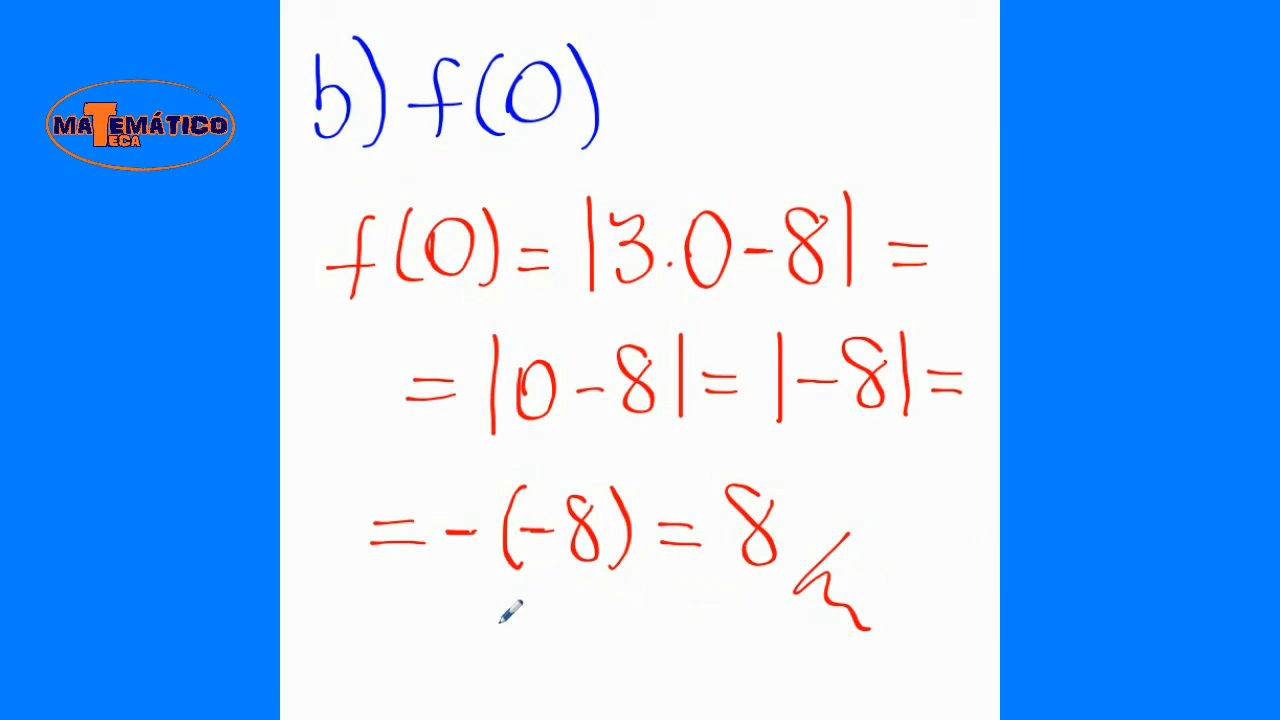 MATEMÁTICO
TECA
b) f(0)
f(0) = |3.0-8| =
= |0-8| = |-8| =
= -(-8) = 8